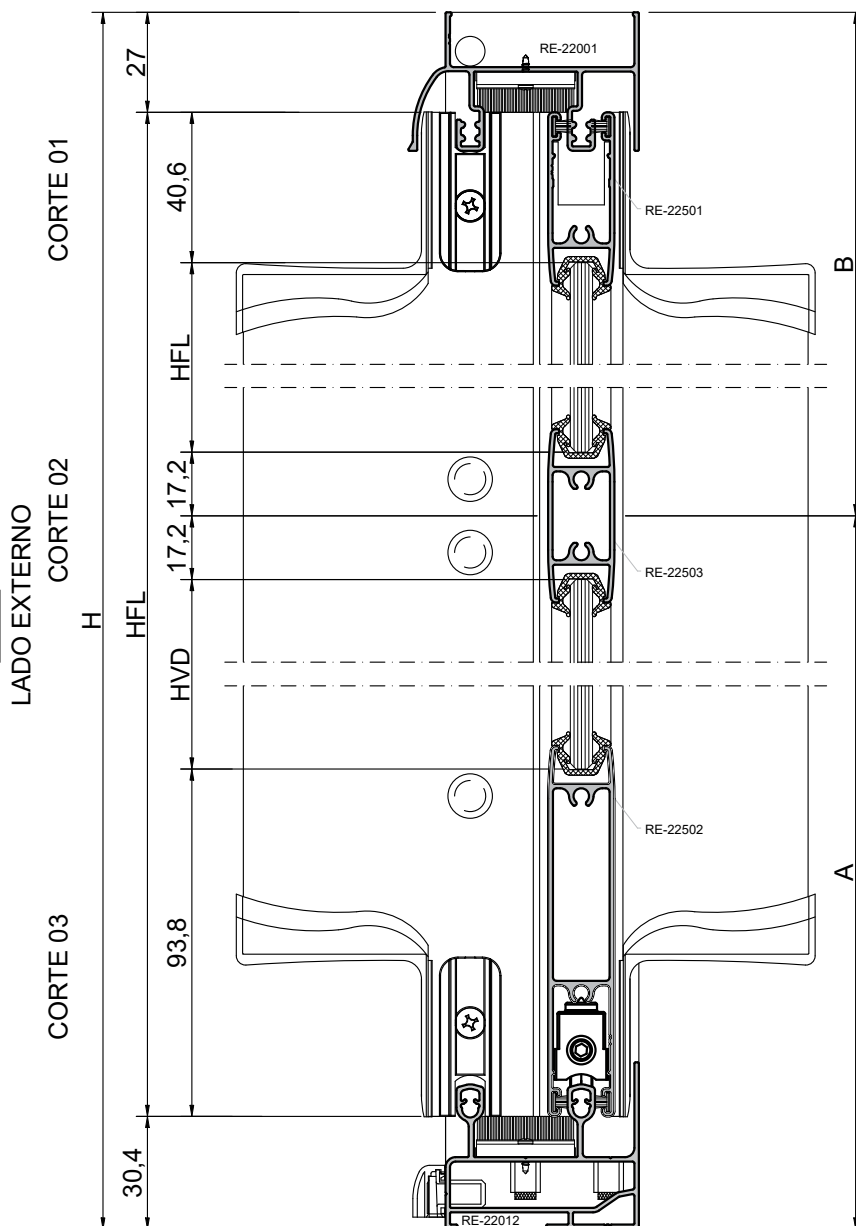 RE-22001
27
CORTE 01
40,6
RE-22501
B
HFL
CORTE 02
17,2
LADO EXTERNO
17,2
RE-22503
H
HFL
HVD
RE-22502
A
CORTE 03
93,8
30,4
RE-22012